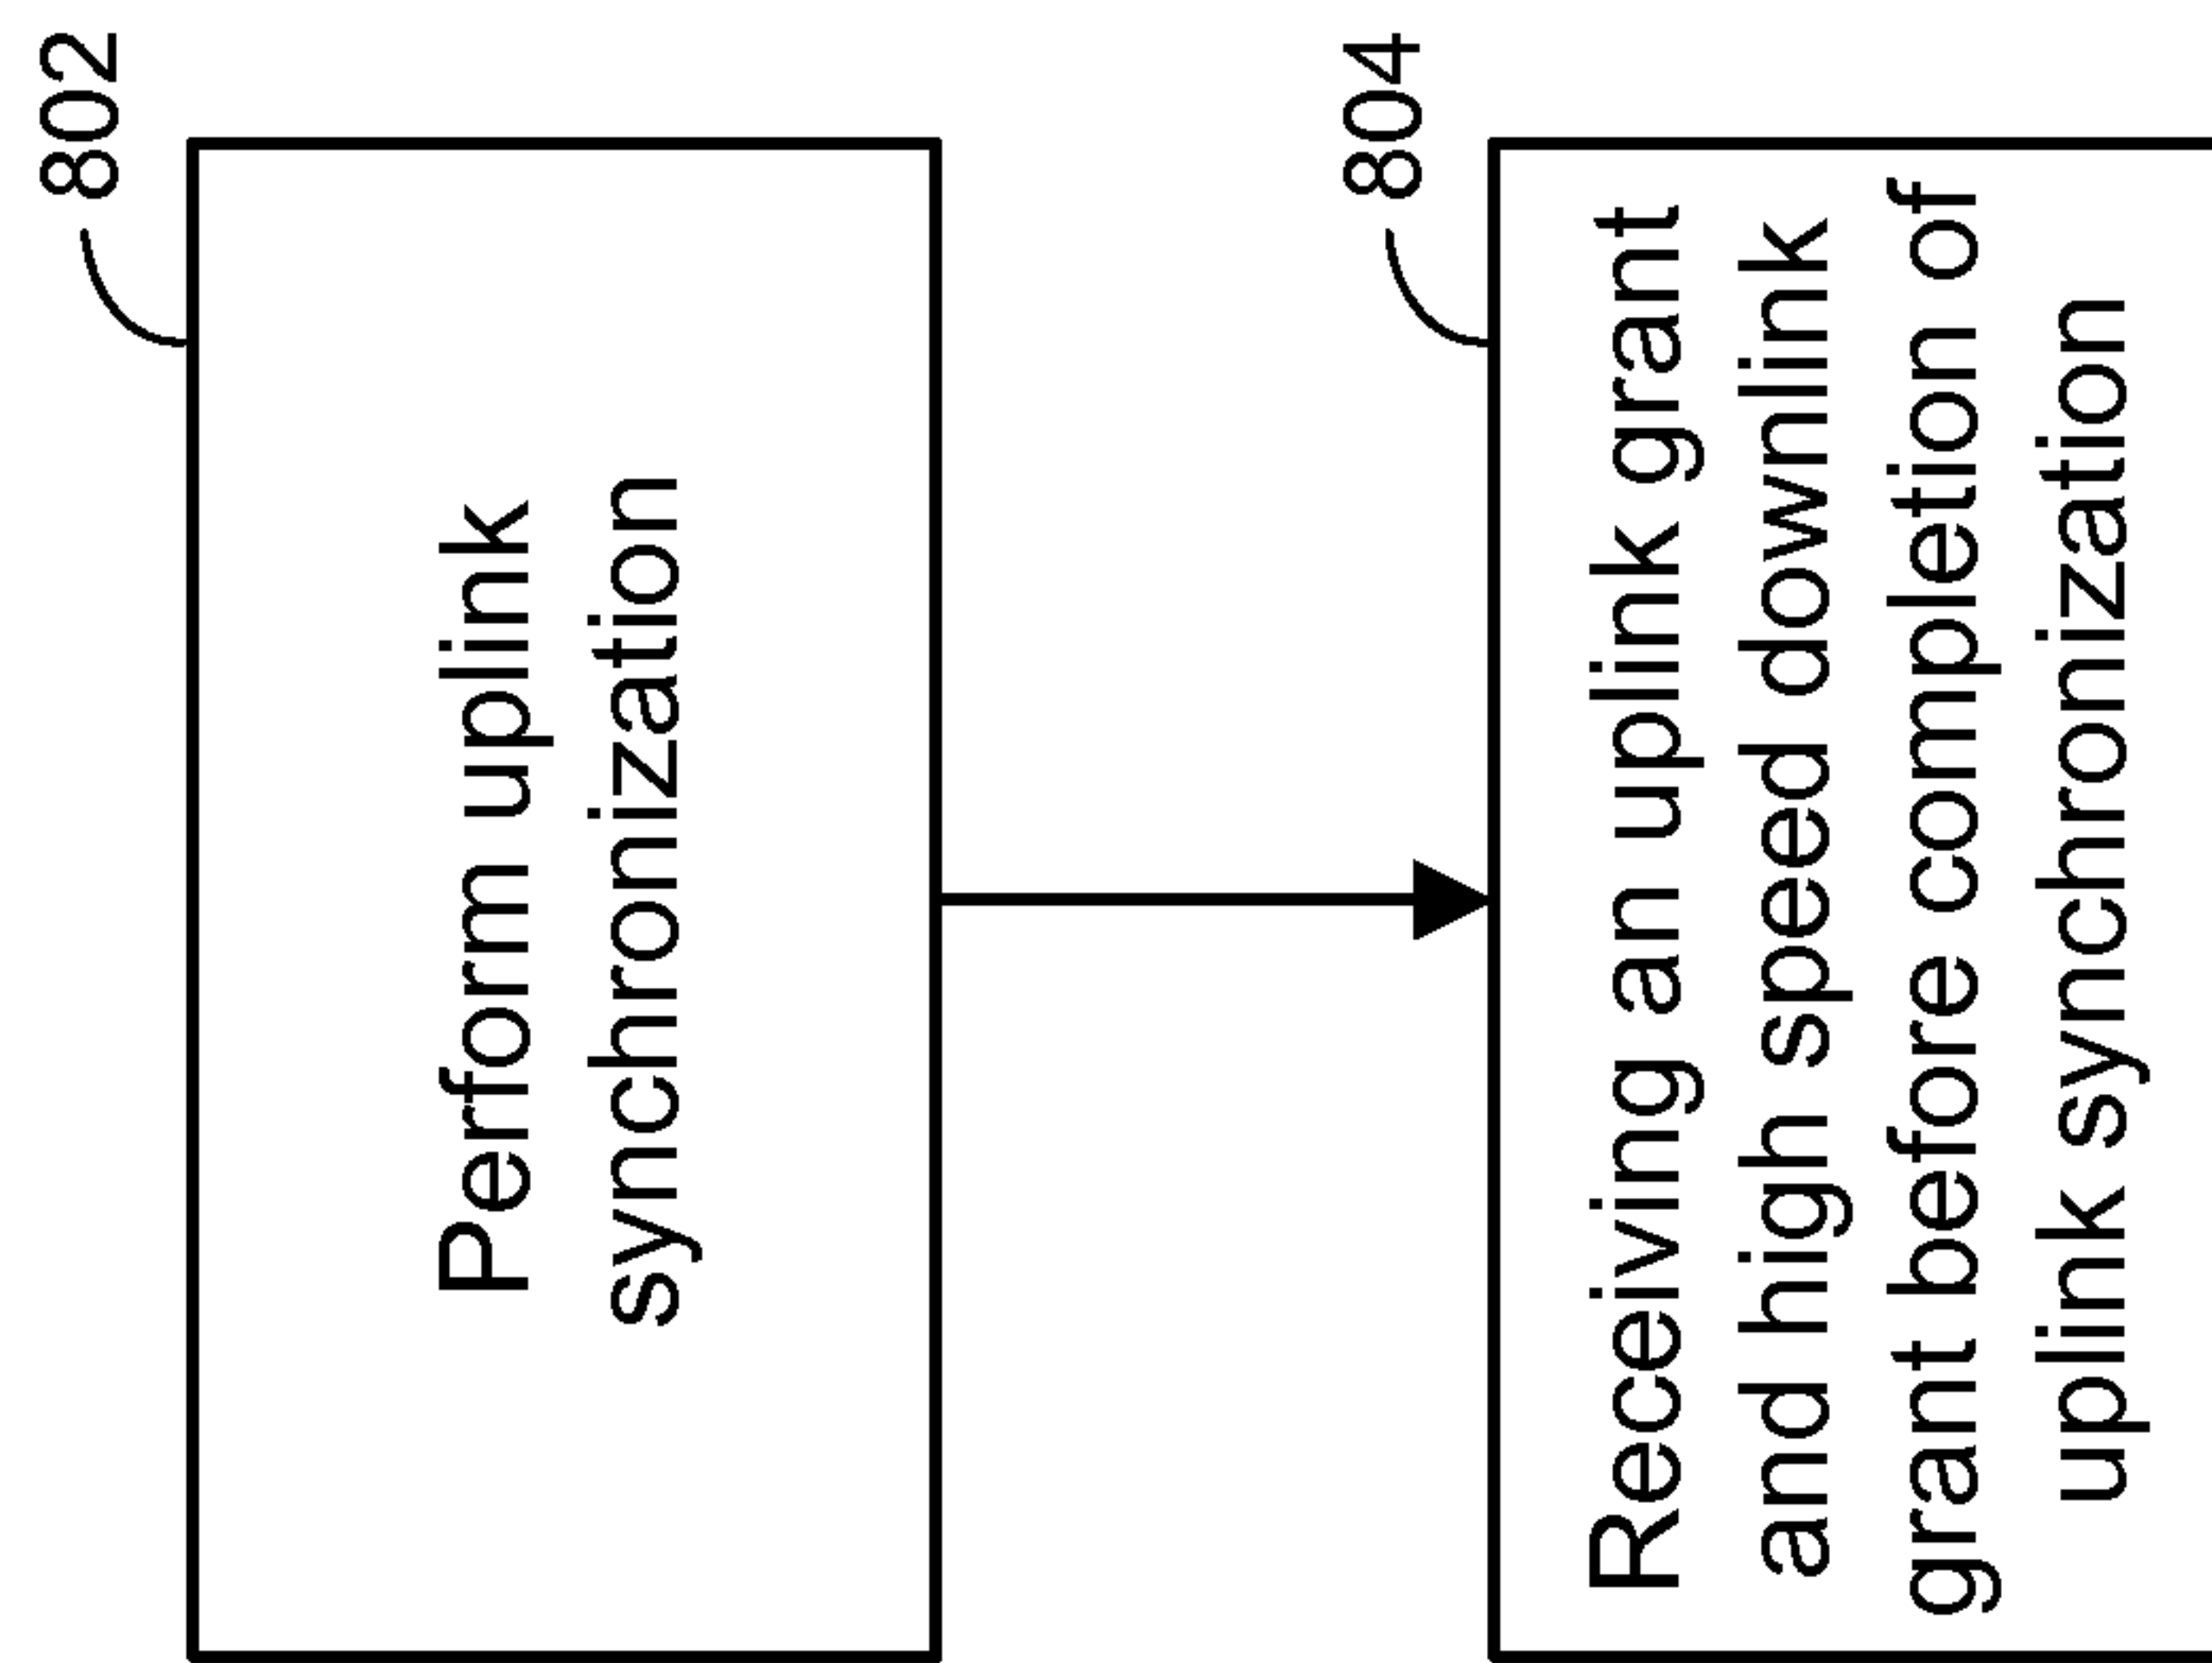 802
Perform uplink
synchronization
804
Receiving an uplink grant
and high speed downlink
grant before completion of
uplink synchronization